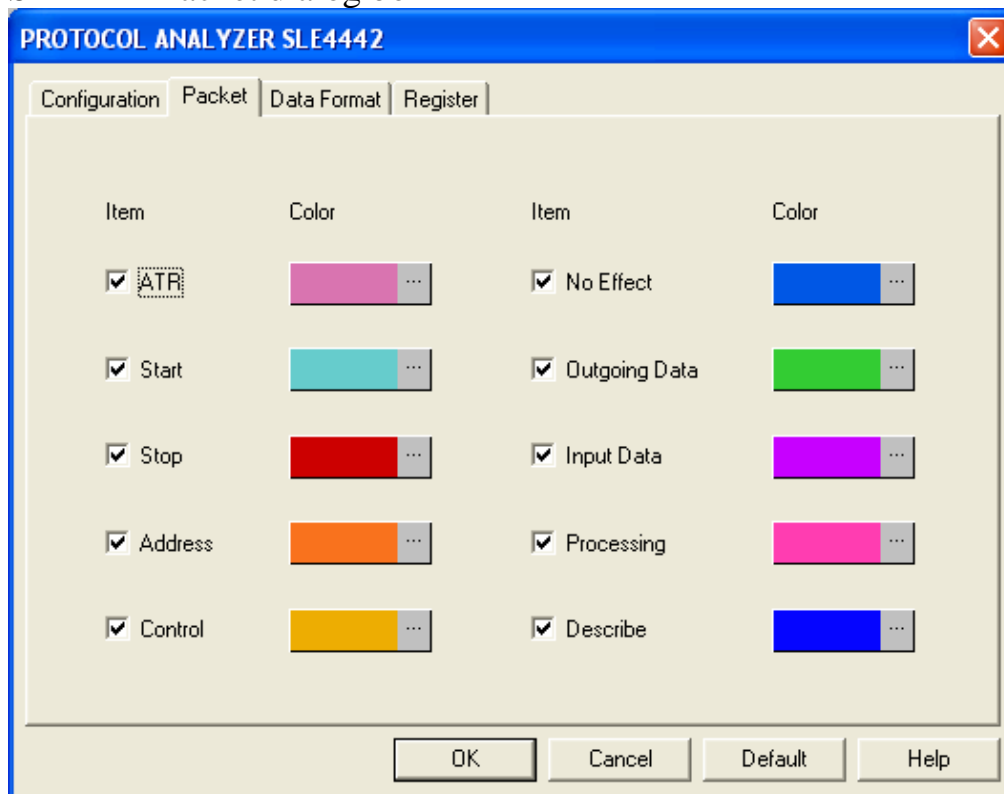 PROTOCOL ANALYZER SLE4442
Configuration Packet Data Format Register
Item Color Item Color
ATR ... No Effect ...
Start ... Outgoing Data ...
Stop ... Input Data ...
Address ... Processing ...
Control ... Describe ...
OK Cancel Default Help